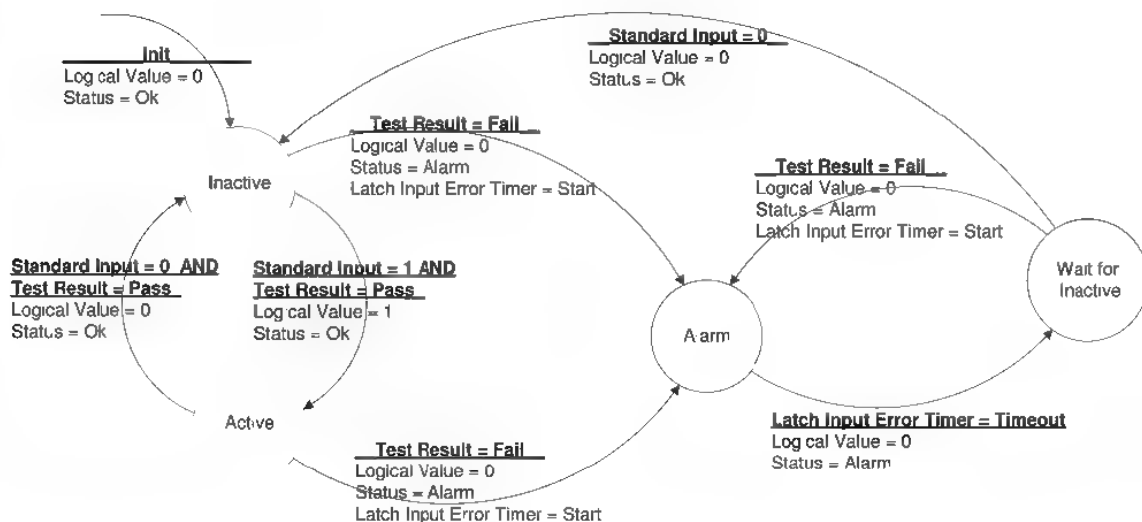 Init
Logical Value = 0
Status = Ok
Standard Input = 0
Logical Value = 0
Status = Ok
Test Result = Fail
Logical Value = 0
Status = Alarm
Latch Input Error Timer = Start
Test Result = Fail
Logical Value = 0
Status = Alarm
Latch Input Error Timer = Start
Inactive
Standard Input = 0 AND
Test Result = Pass
Logical Value = 0
Status = Ok
Standard Input = 1 AND
Test Result = Pass
Logical Value = 1
Status = Ok
Wait for
Inactive
Alarm
Active
Latch Input Error Timer = Timeout
Logical Value = 0
Status = Alarm
Test Result = Fail
Logical Value = 0
Status = Alarm
Latch Input Error Timer = Start